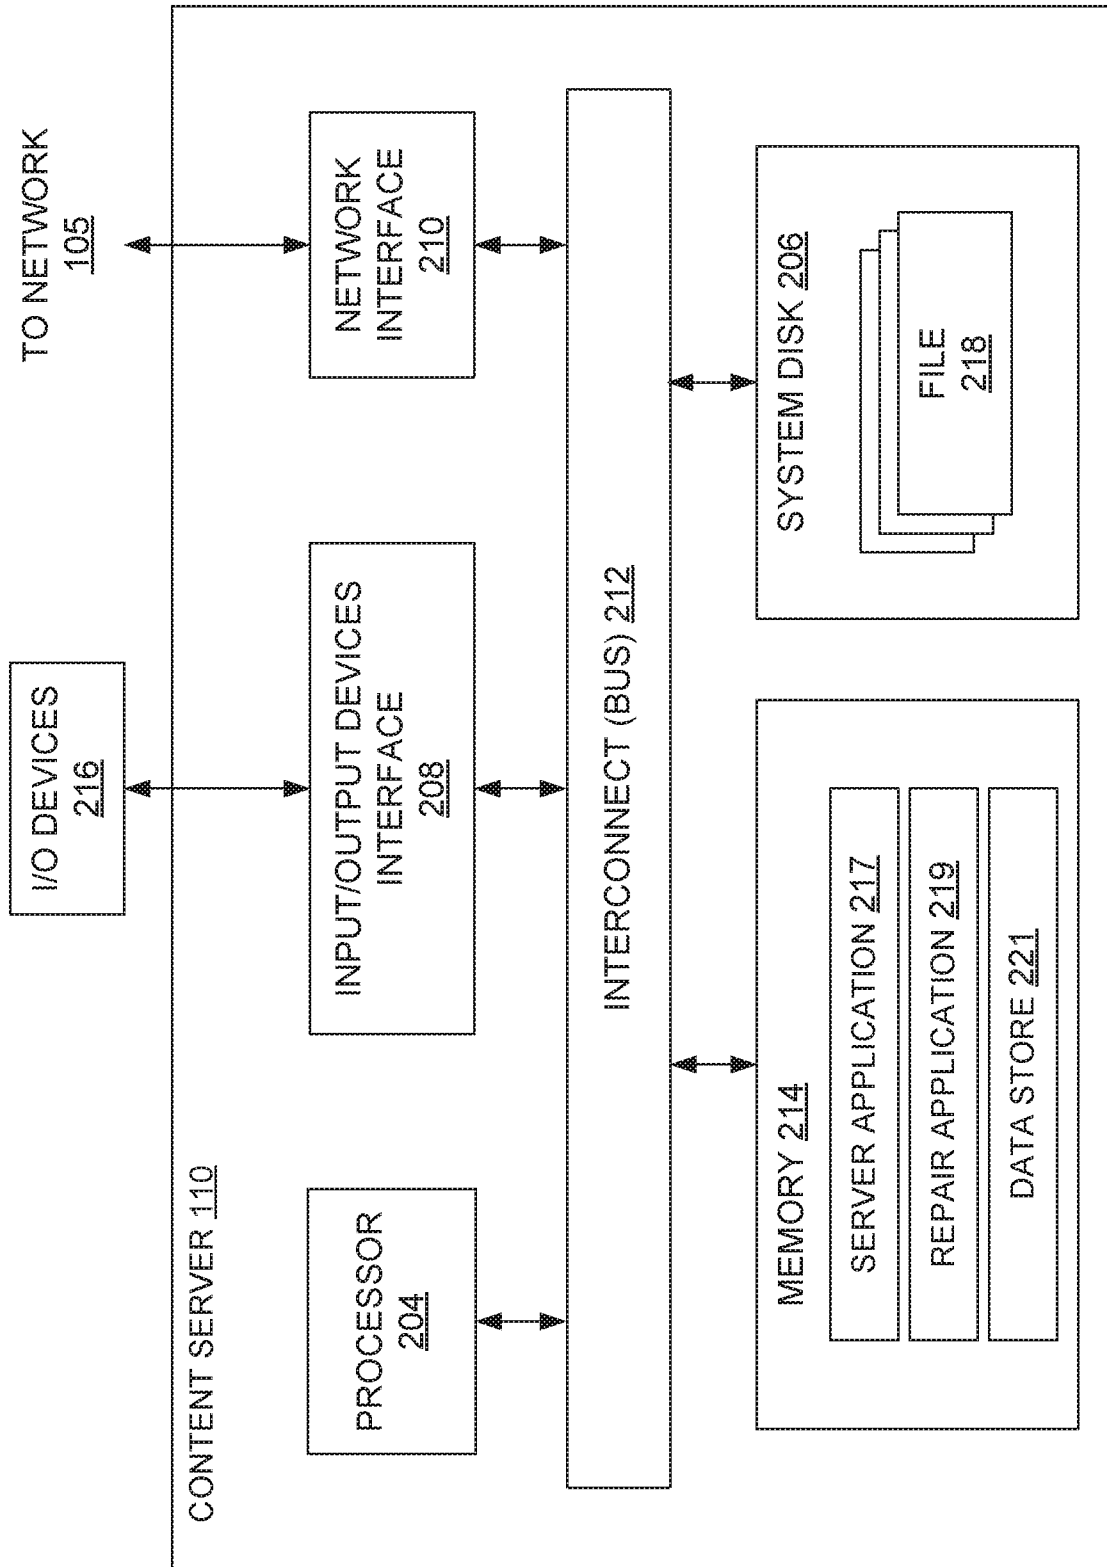 I/O DEVICES
216
TO NETWORK
105
CONTENT SERVER 110
PROCESSOR
204
INPUT/OUTPUT DEVICES
INTERFACE
208
NETWORK
INTERFACE
210
INTERCONNECT (BUS) 212
MEMORY 214
SERVER APPLICATION 217
REPAIR APPLICATION 219
DATA STORE 221
SYSTEM DISK 206
FILE
218